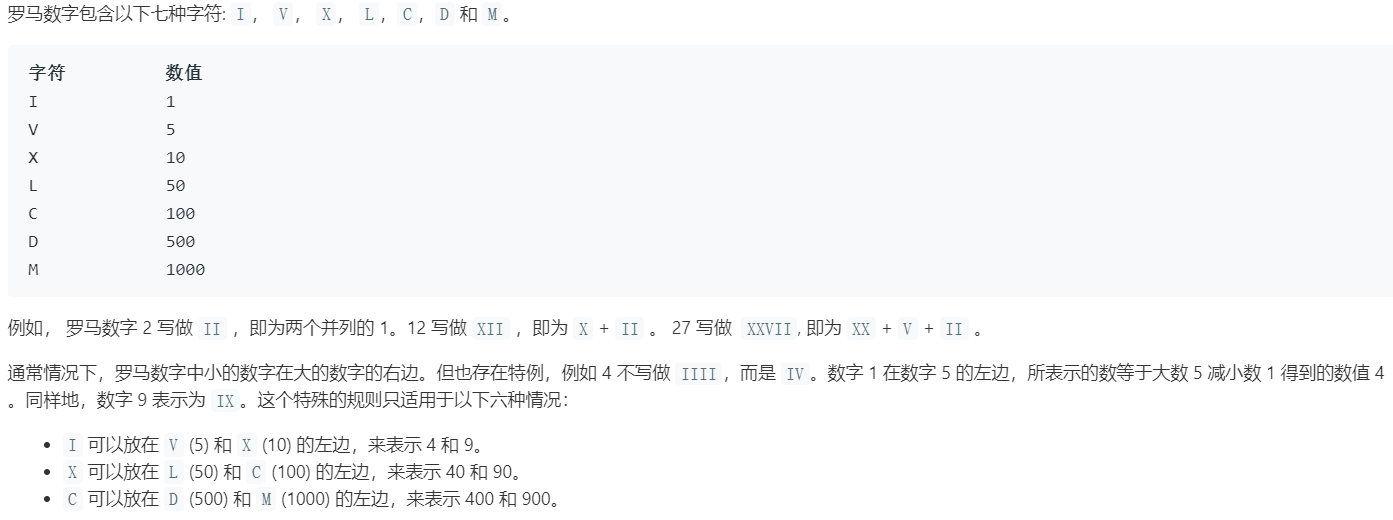 罗马数字包含以下七种字符: I， V， X， L，C，D 和 M。
字符 数值
I 1
V 5
X 10
L 50
C 100
D 500
M 1000
例如， 罗马数字 2 写做 II ，即为两个并列的 1。12 写做 XII ，即为 X + II 。 27 写做 XXVII, 即为 XX + V + II 。
通常情况下，罗马数字中小的数字在大的数字的右边。但也存在特例，例如 4 不写做 IIII，而是 IV。数字 1 在数字 5 的左边，所表示的数等于大数 5 减小数 1 得到的数值 4
。同样地，数字 9 表示为 IX。这个特殊的规则只适用于以下六种情况：
• I 可以放在 V (5) 和 X (10) 的左边，来表示 4 和 9。
• X 可以放在 L (50) 和 C (100) 的左边，来表示 40 和 90。
• C 可以放在 D (500) 和 M (1000) 的左边，来表示 400 和 900。